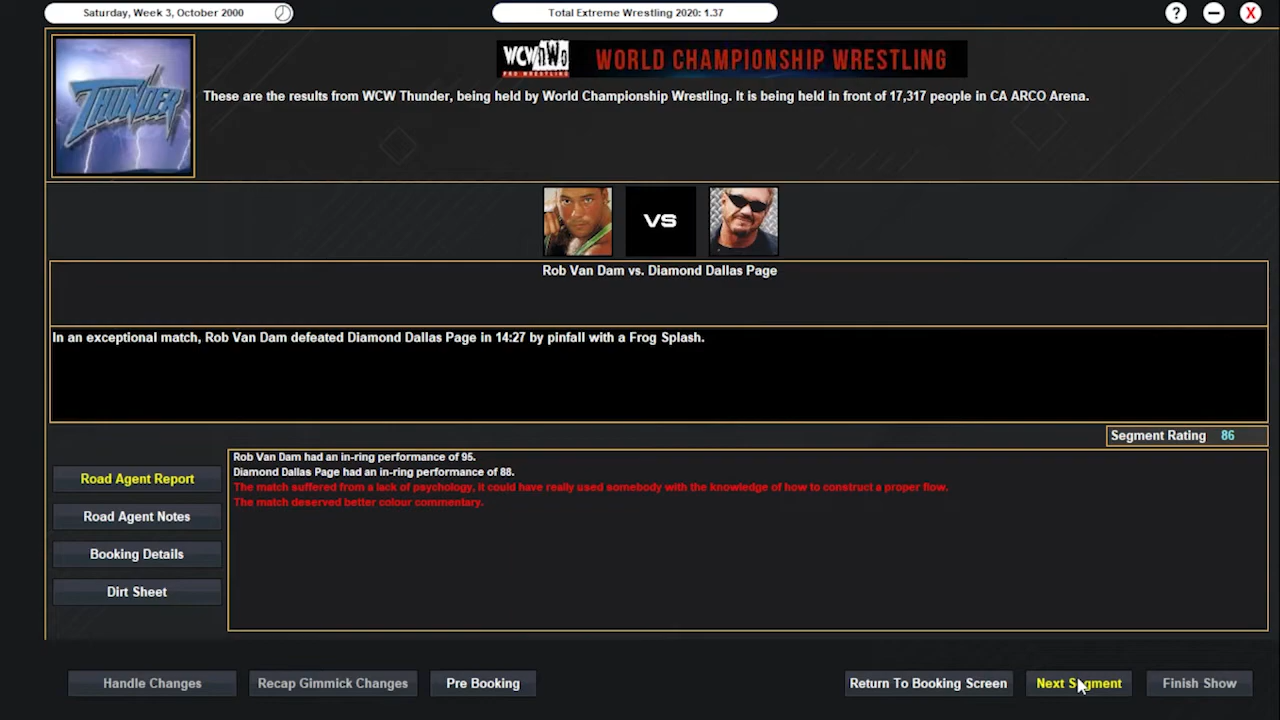 Saturday, Week 3, October 2000
Total Extreme Wrestling 2020: 1.37
?
X
THUNDER
WCW nWo
PRO WRESTLING
WORLD CHAMPIONSHIP WRESTLING
These are the results from WCW Thunder, being held by World Championship Wrestling. It is being held in front of 17,317 people in CA ARCO Arena.
VS
Rob Van Dam vs. Diamond Dallas Page
In an exceptional match, Rob Van Dam defeated Diamond Dallas Page in 14:27 by pinfall with a Frog Splash.
Segment Rating 86
Road Agent Report
Road Agent Notes
Booking Details
Dirt Sheet
Rob Van Dam had an in-ring performance of 95.
Diamond Dallas Page had an in-ring performance of 88.
The match suffered from a lack of psychology, it could have really used somebody with the knowledge of how to construct a proper flow.
The match deserved better colour commentary.
Handle Changes
Recap Gimmick Changes
Pre Booking
Return To Booking Screen
Next Segment
Finish Show